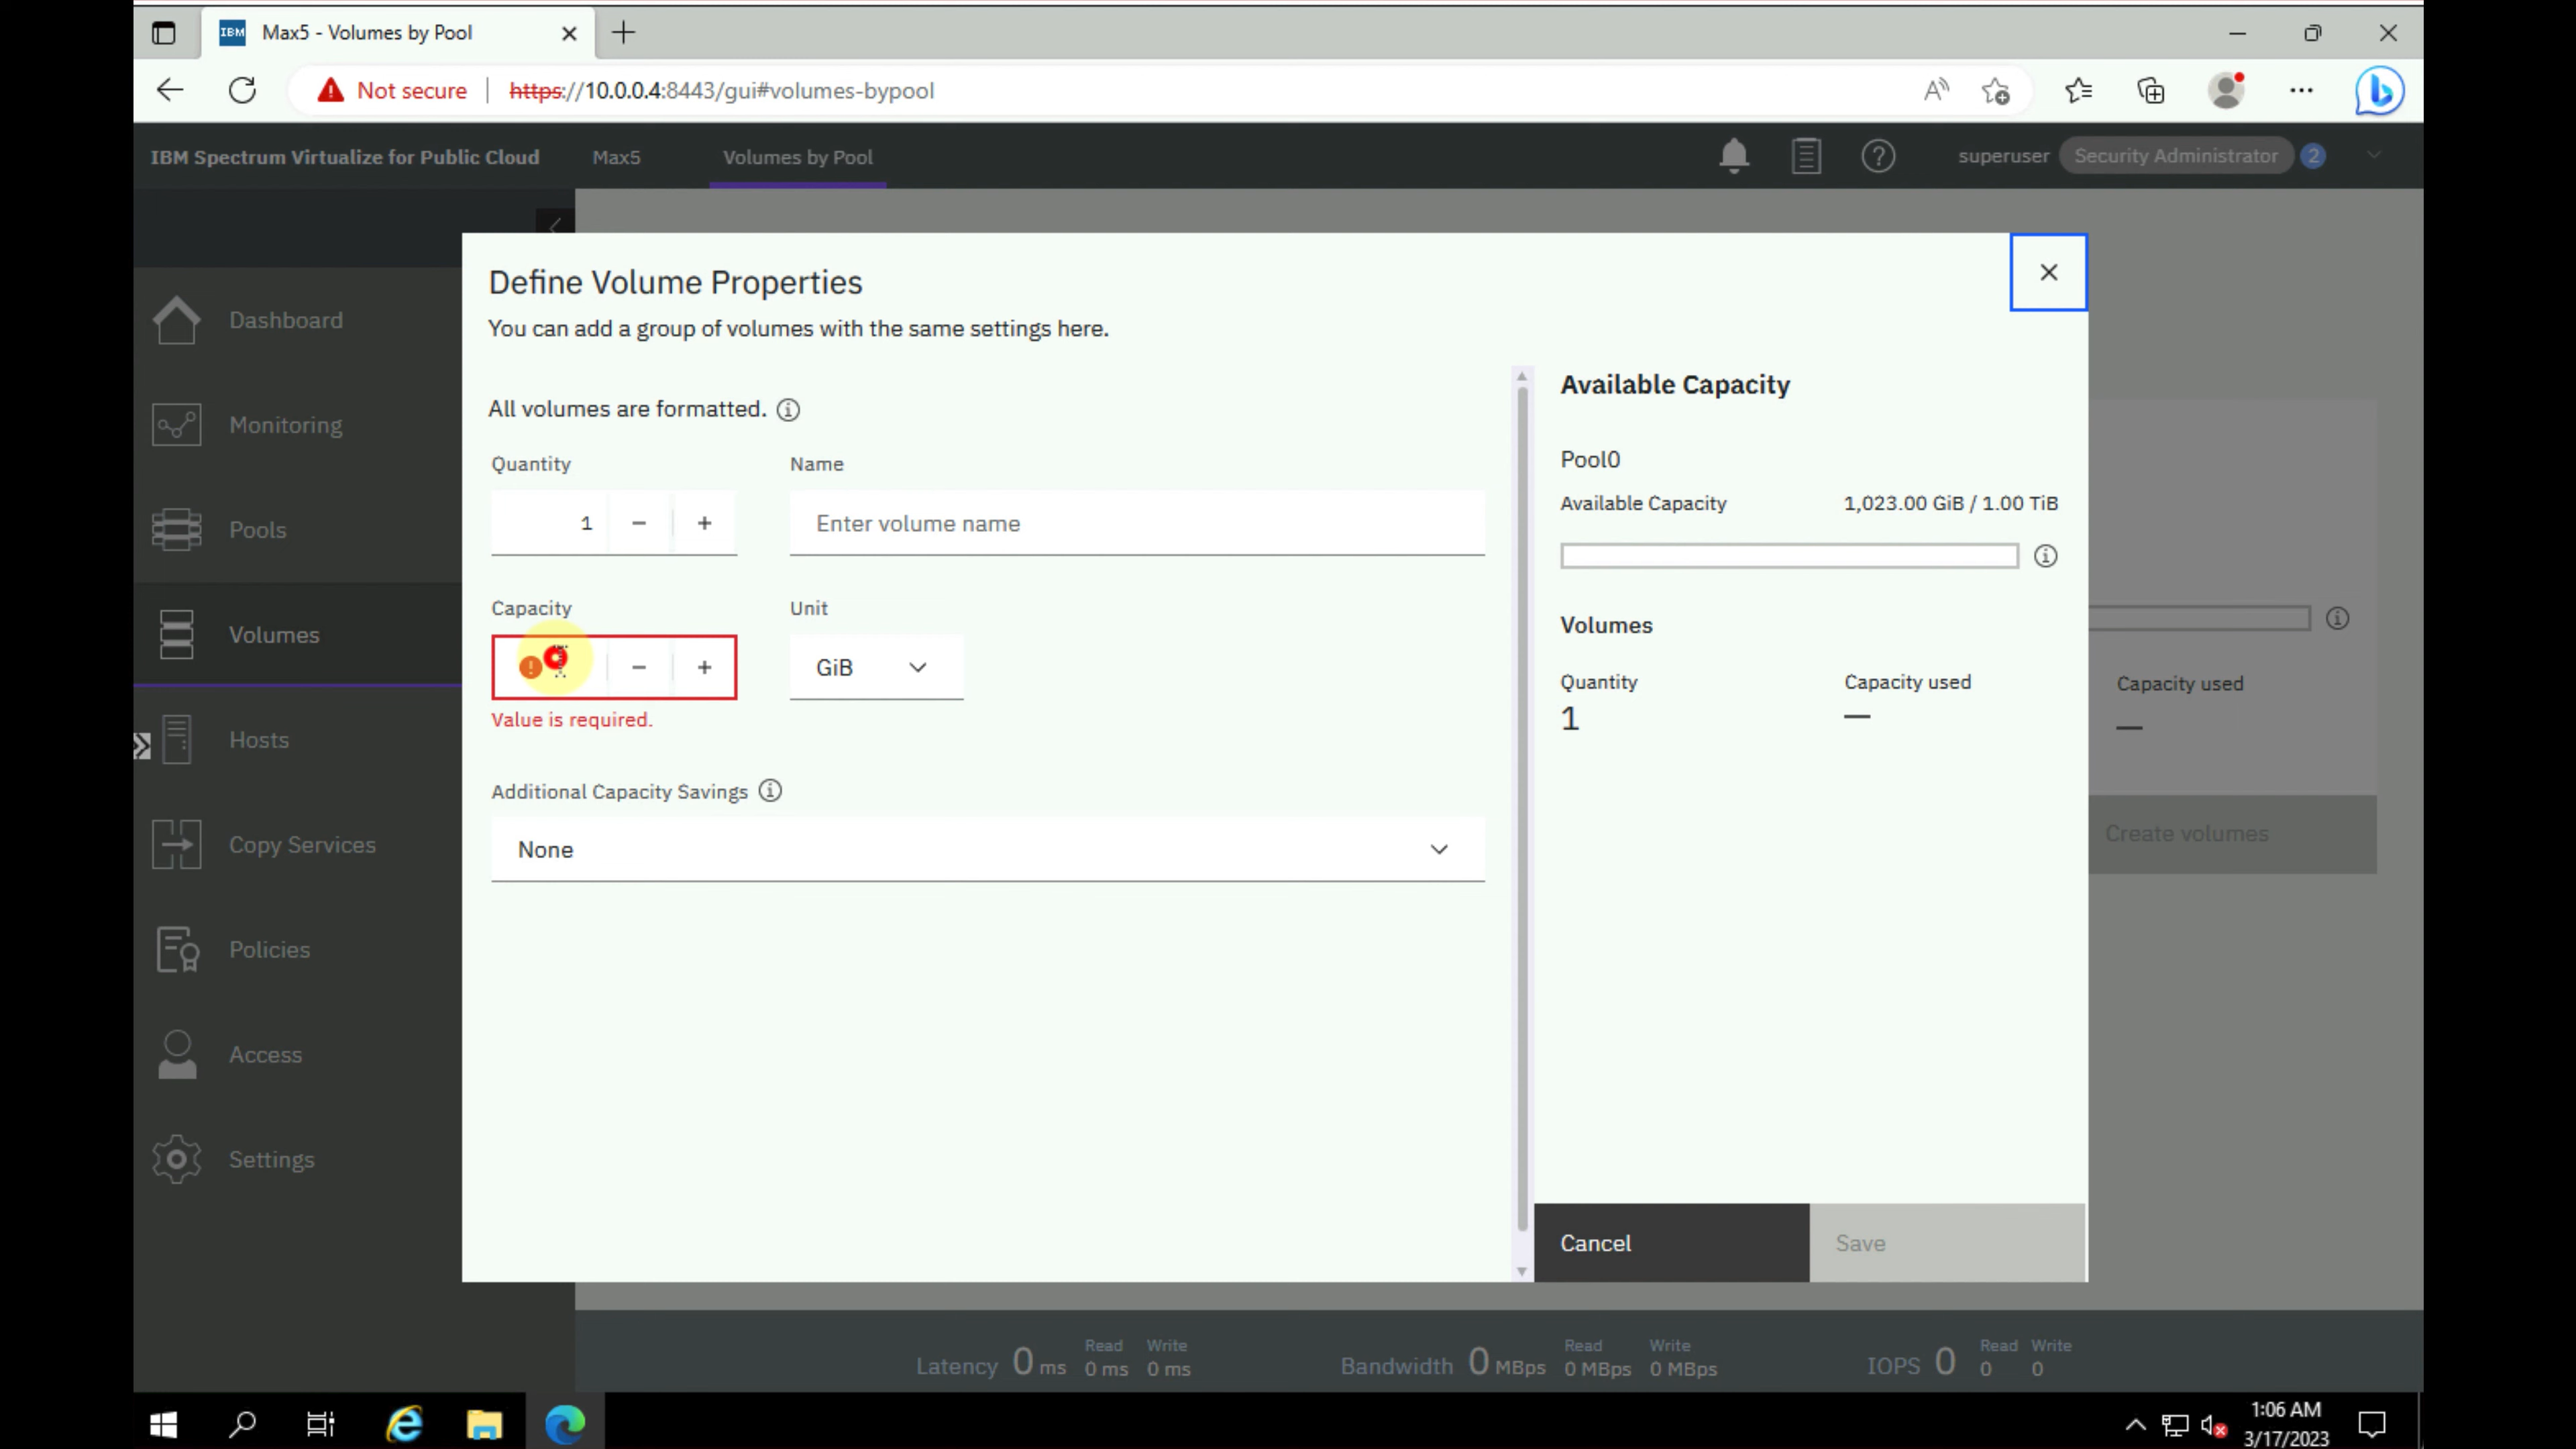 IBM Max5 - Volumes by Pool
Not secure https://10.0.0.4:8443/gui#volumes-bypool
IBM Spectrum Virtualize for Public Cloud Max5 Volumes by Pool superuser Security Administrator 2
Dashboard
Monitoring
Pools
Volumes
Hosts
Copy Services
Policies
Access
Settings
Define Volume Properties
You can add a group of volumes with the same settings here.
All volumes are formatted.
Quantity Name
1 Enter volume name
Capacity Unit
GiB
Value is required.
Additional Capacity Savings
None
Available Capacity
Pool0
Available Capacity 1,023.00 GiB / 1.00 TiB
Volumes
Quantity Capacity used
1 —
Cancel Save
Capacity used
—
Create volumes
Latency 0 ms Read 0 ms Write 0 ms
Bandwidth 0 MBps Read 0 MBps Write 0 MBps
IOPS 0 Read 0 Write 0
1:06 AM
3/17/2023